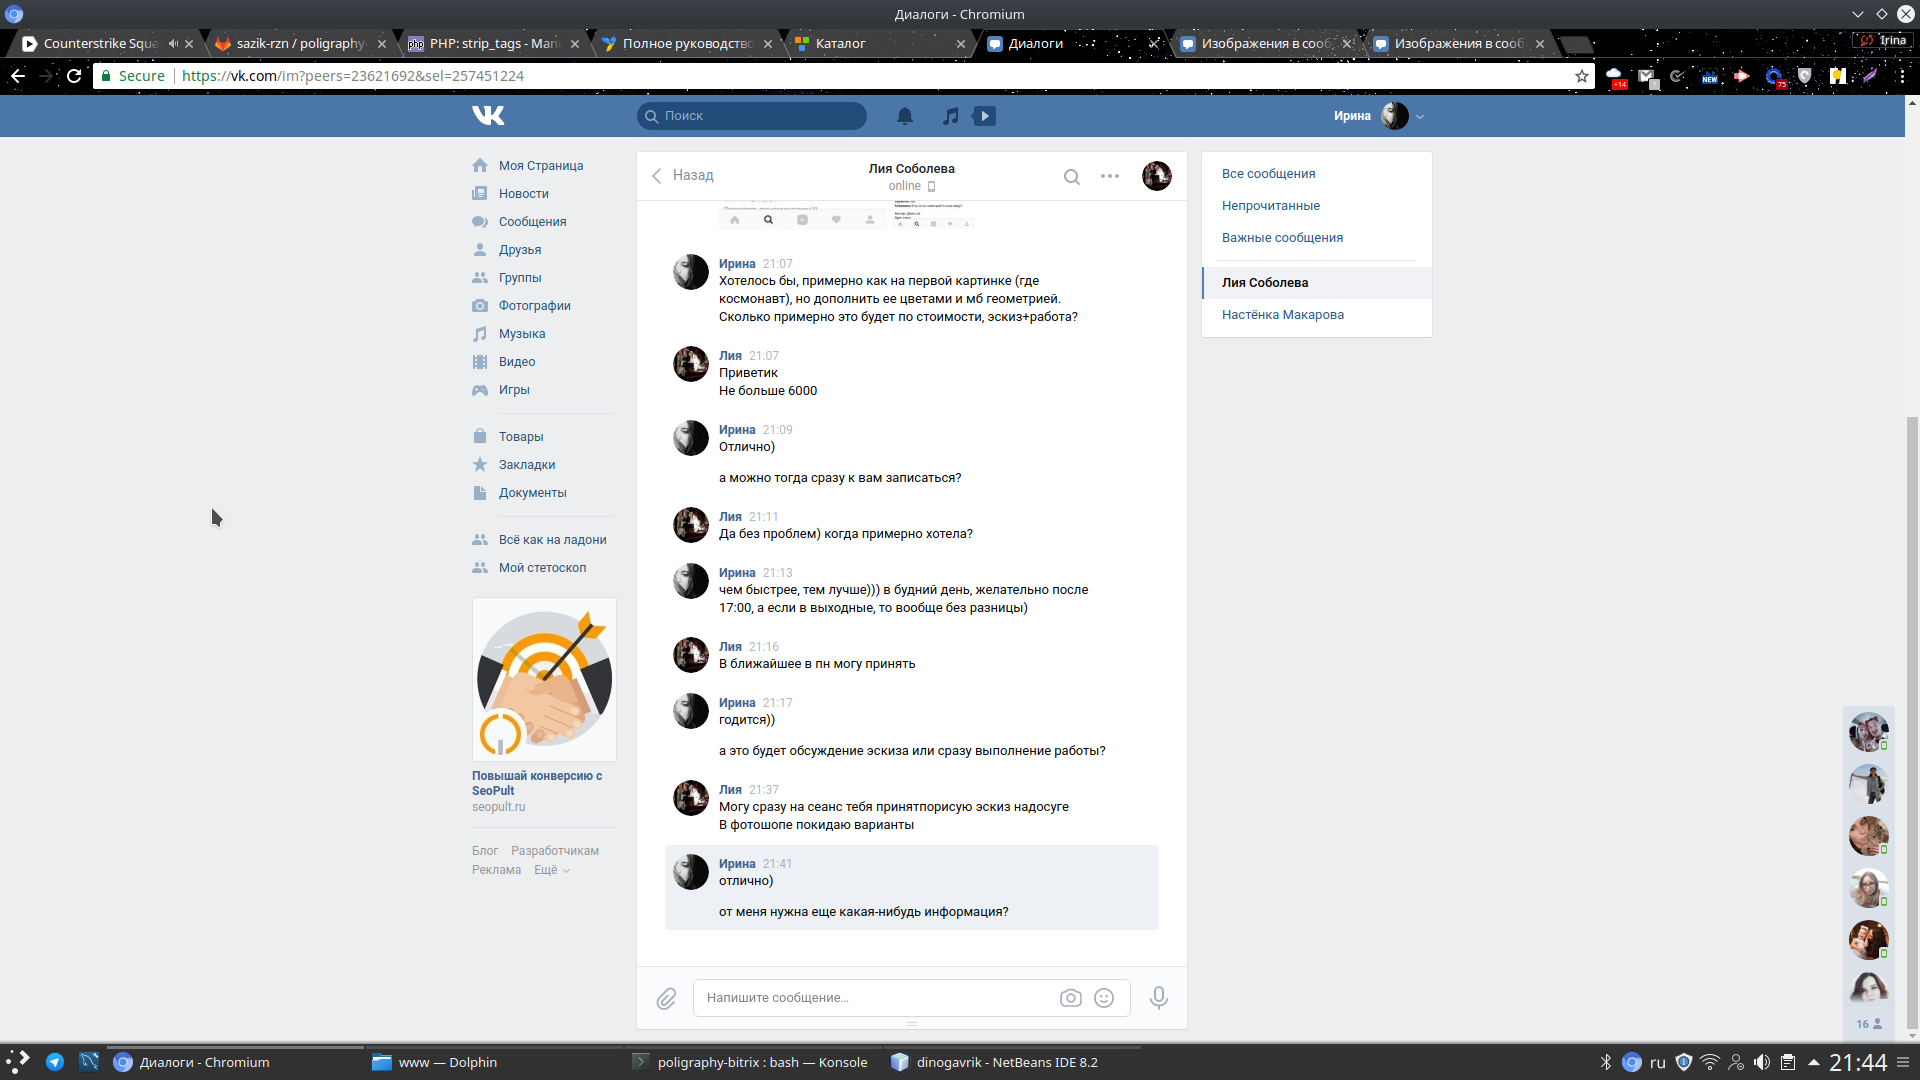 Диалоги - Chromium
Counterstrike Squa
sazik-rzn / poligraphy
PHP: strip_tags - Man
Полное руководство
Каталог
Диалоги
Изображения в сооб
Изображения в сооб
Irina
Secure
https://vk.com/im?peers=23621692&sel=257451224
+14
1
NEW
75
Поиск
Ирина
Моя Страница
Новости
Сообщения
Друзья
Группы
Фотографии
Музыка
Видео
Игры
Товары
Закладки
Документы
Всё как на ладони
Мой стетоскоп
Повышай конверсию с
SeoPult
seopult.ru
Блог Разработчикам
Реклама Ещё
Назад
Лия Соболева
online
Ирина 21:07
Хотелось бы, примерно как на первой картинке (где
космонавт), но дополнить ее цветами и мб геометрией.
Сколько примерно это будет по стоимости, эскиз+работа?
Лия 21:07
Приветик
Не больше 6000
Ирина 21:09
Отлично)
а можно тогда сразу к вам записаться?
Лия 21:11
Да без проблем) когда примерно хотела?
Ирина 21:13
чем быстрее, тем лучше))) в будний день, желательно после
17:00, а если в выходные, то вообще без разницы)
Лия 21:16
В ближайшее в пн могу принять
Ирина 21:17
годится))
а это будет обсуждение эскиза или сразу выполнение работы?
Лия 21:37
Могу сразу на сеанс тебя принятпорисую эскиз надосуге
В фотошопе покидаю варианты
Ирина 21:41
отлично)
от меня нужна еще какая-нибудь информация?
Напишите сообщение...
Все сообщения
Непрочитанные
Важные сообщения
Лия Соболева
Настёнка Макарова
16
Диалоги - Chromium
www — Dolphin
poligraphy-bitrix : bash — Konsole
dinogavrik - NetBeans IDE 8.2
ru
21:44